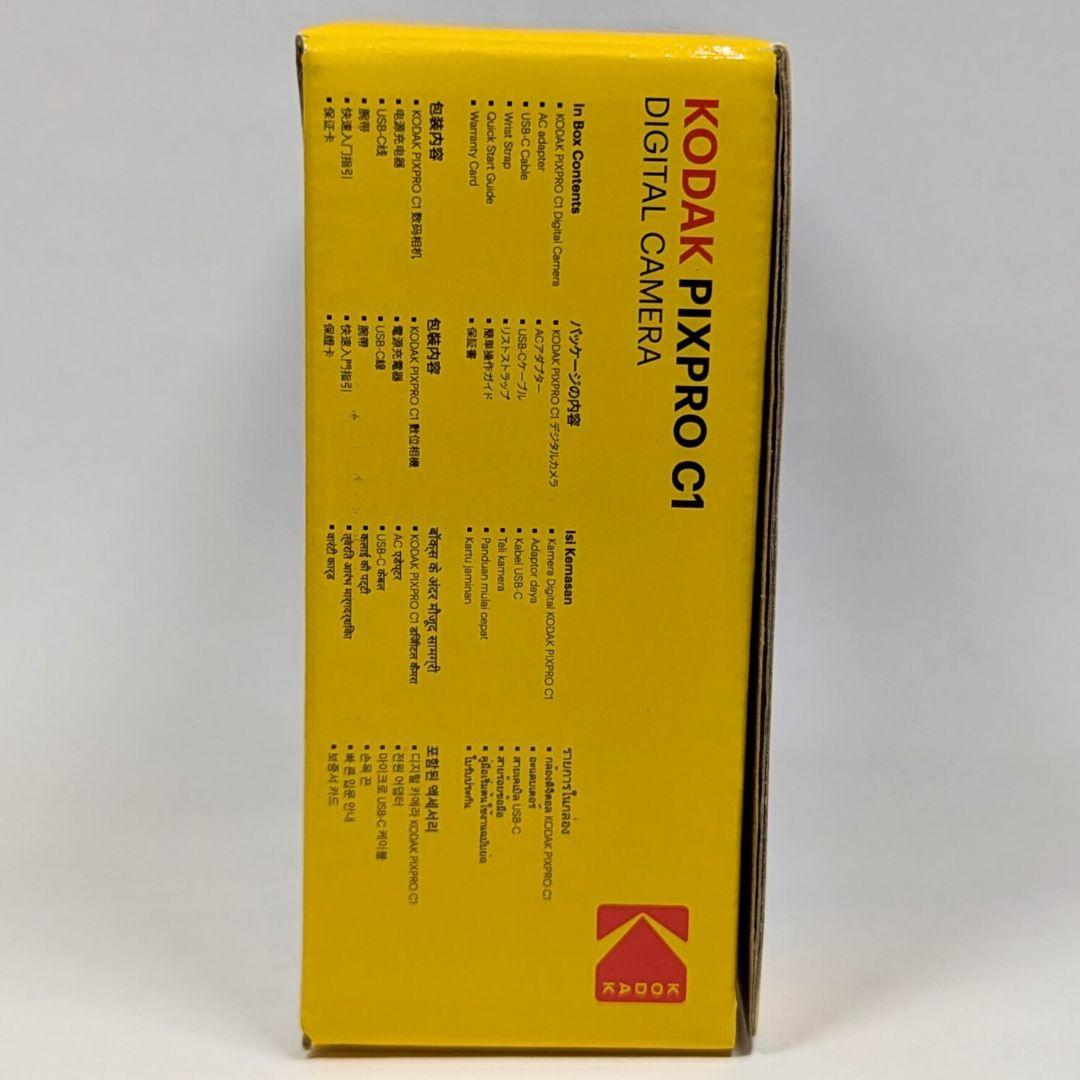 KODAK PIXPRO C1
DIGITAL CAMERA
In Box Contents
▪ KODAK PIXPRO C1 Digital Camera
▪ AC adapter
▪ USB-C Cable
▪ Wrist Strap
▪ Quick Start Guide
▪ Warranty Card
パッケージの内容
▪ KODAK PIXPRO C1 デジタルカメラ
▪ ACアダプター
▪ USB-Cケーブル
▪ リストストラップ
▪ 簡単操作ガイド
▪ 保証書
Isi Kemasan
▪ Kamera Digital KODAK PIXPRO C1
▪ Adaptor daya
▪ Kabel USB-C
▪ Tali kamera
▪ Panduan mulai cepat
▪ Kartu jaminan
รายการในกล่อง
▪ กล้องดิจิตอล KODAK PIXPRO C1
▪ อะแดบเตอร์
▪ สายเคเบิล USB-C
▪ สายร้อยข้อมือ
▪ คู่มือเริ่มต้นใช้งานฉบับย่อ
▪ ใบรับประกัน
包装内容
▪ KODAK PIXPRO C1 数码相机
▪ 电源充电器
▪ USB-C线
▪ 腕带
▪ 快速入门指引
▪ 保证卡
包裝內容
▪ KODAK PIXPRO C1 數位相機
▪ 電源充電器
▪ USB-C線
▪ 腕帶
▪ 快速入門指引
▪ 保證卡
बॉक्स के अंदर मौजूद सामग्री
▪ KODAK PIXPRO C1 डिजिटल कैमरा
▪ AC एडेप्टर
▪ USB-C केबल
▪ कलाई की पट्टी
▪ त्वरित आरंभ मार्गदर्शिका
▪ वारंटी कार्ड
포함된 액세서리
▪ 디지털 카메라 KODAK PIXPRO C1
▪ 전원 어댑터
▪ 마이크로 USB-C 케이블
▪ 손목 끈
▪ 빠른 입문 안내
▪ 보증서 카드
KODAK